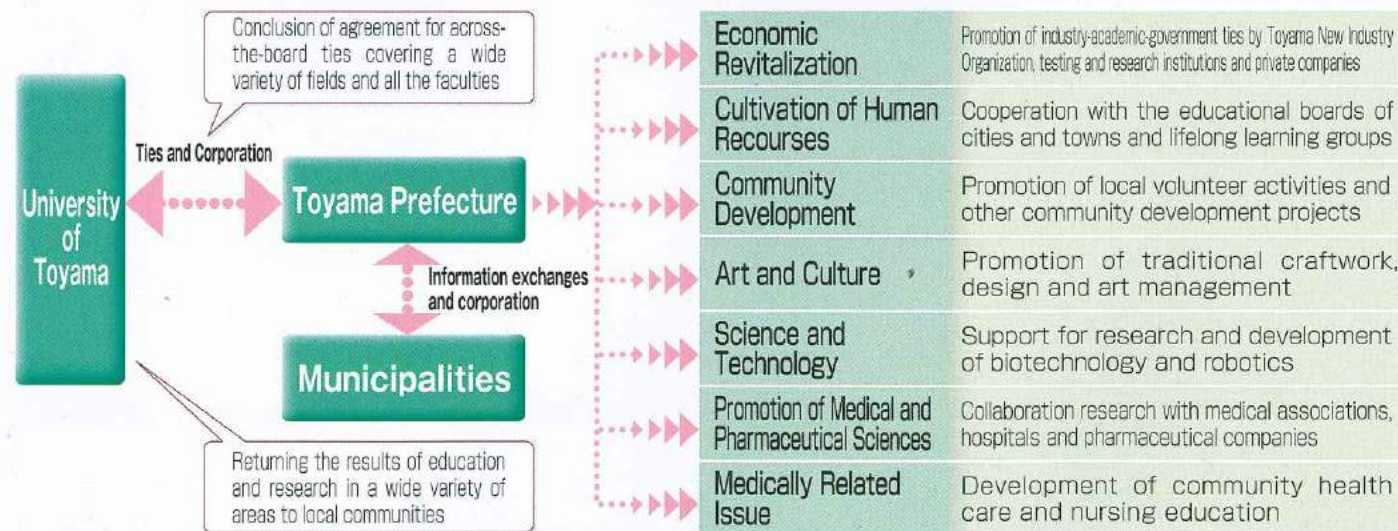 Conclusion of agreement for across-
the-board ties covering a wide
variety of fields and all the faculties
Ties and Corporation
University
of
Toyama
Toyama Prefecture
Information exchanges
and corporation
Municipalities
Returning the results of education
and research in a wide variety of
areas to local communities
Economic
Revitalization
Promotion of industry-academic-government ties by Toyama New Industry
Organization, testing and research institutions and private companies
Cultivation of Human
Recourses
Cooperation with the educational boards of
cities and towns and lifelong learning groups
Community
Development
Promotion of local volunteer activities and
other community development projects
Art and Culture
Promotion of traditional craftwork,
design and art management
Science and
Technology
Support for research and development
of biotechnology and robotics
Promotion of Medical and
Pharmaceutical Sciences
Collaboration research with medical associations,
hospitals and pharmaceutical companies
Medically Related
Issue
Development of community health
care and nursing education